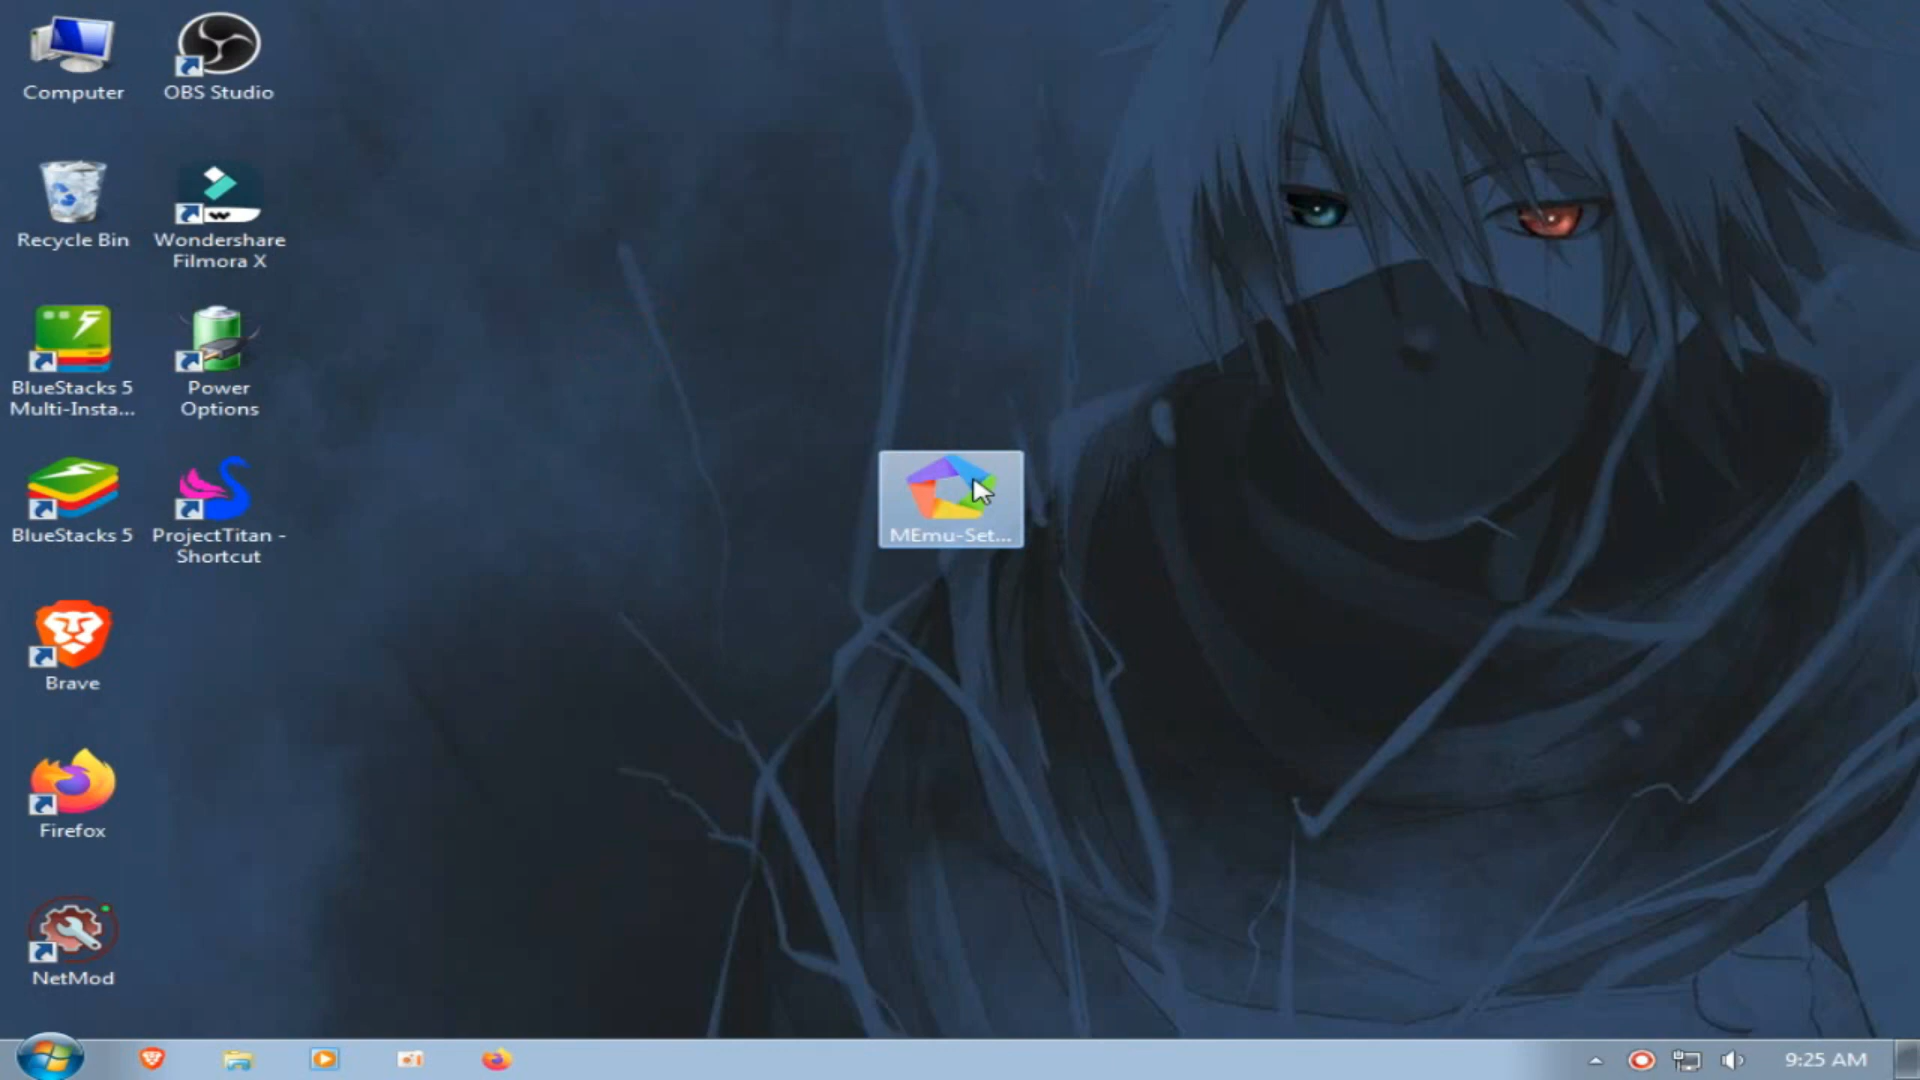 Computer
OBS Studio
Recycle Bin
Wondershare
Filmora X
BlueStacks 5
Multi-Insta...
Power
Options
BlueStacks 5
ProjectTitan -
Shortcut
MEmu-Set...
Brave
Firefox
NetMod
9:25 AM